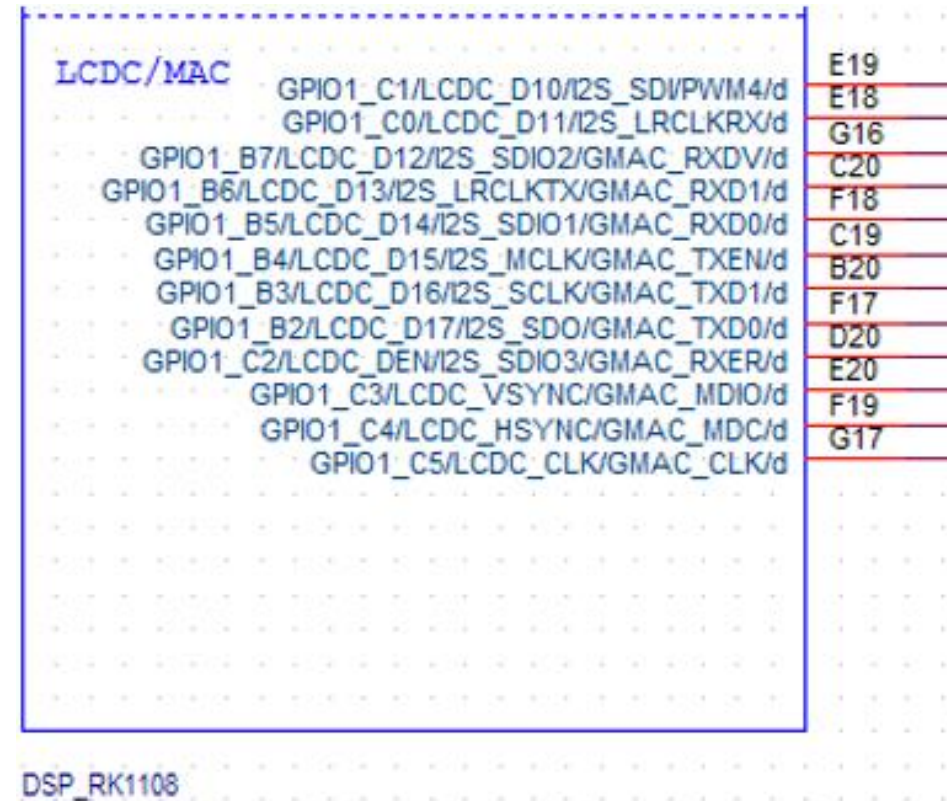 LCDC/MAC
GPIO1_C1/LCDC_D10/I2S_SDI/PWM4/d E19
GPIO1_C0/LCDC_D11/I2S_LRCLKRX/d E18
GPIO1_B7/LCDC_D12/I2S_SDIO2/GMAC_RXDV/d G16
GPIO1_B6/LCDC_D13/I2S_LRCLKTX/GMAC_RXD1/d C20
GPIO1_B5/LCDC_D14/I2S_SDIO1/GMAC_RXD0/d F18
GPIO1_B4/LCDC_D15/I2S_MCLK/GMAC_TXEN/d C19
GPIO1_B3/LCDC_D16/I2S_SCLK/GMAC_TXD1/d B20
GPIO1_B2/LCDC_D17/I2S_SDO/GMAC_TXD0/d F17
GPIO1_C2/LCDC_DEN/I2S_SDIO3/GMAC_RXER/d D20
GPIO1_C3/LCDC_VSYNC/GMAC_MDIO/d E20
GPIO1_C4/LCDC_HSYNC/GMAC_MDC/d F19
GPIO1_C5/LCDC_CLK/GMAC_CLK/d G17
DSP_RK1108